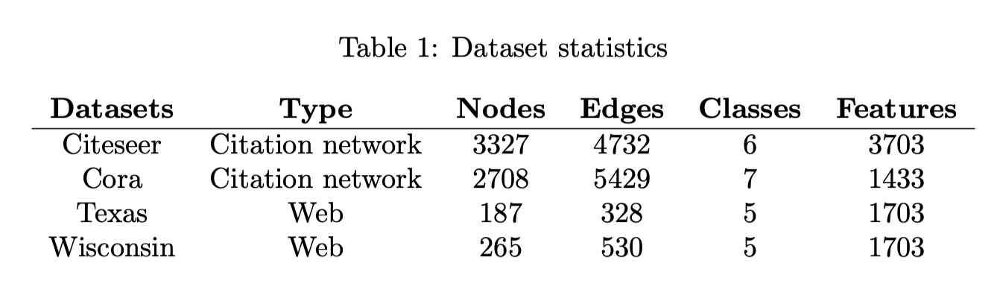 Table 1: Dataset statistics
Datasets Type Nodes Edges Classes Features
Citeseer Citation network 3327 4732 6 3703
Cora Citation network 2708 5429 7 1433
Texas Web 187 328 5 1703
Wisconsin Web 265 530 5 1703